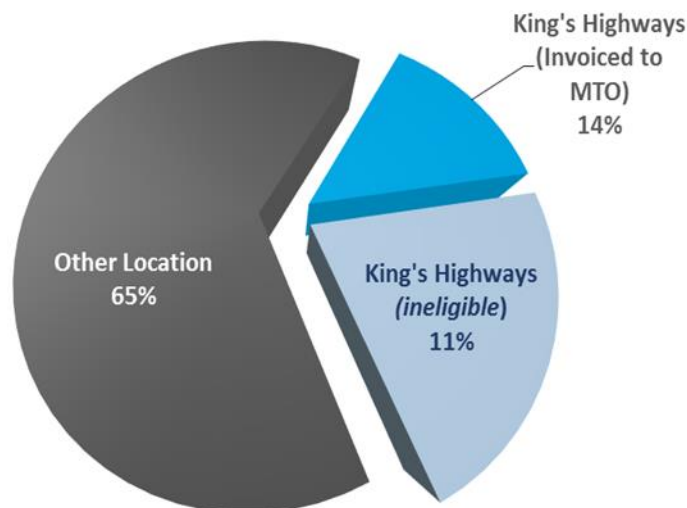 King's Highways
(Invoiced to
MTO)
14%
Other Location
65%
King's Highways
(ineligible)
11%